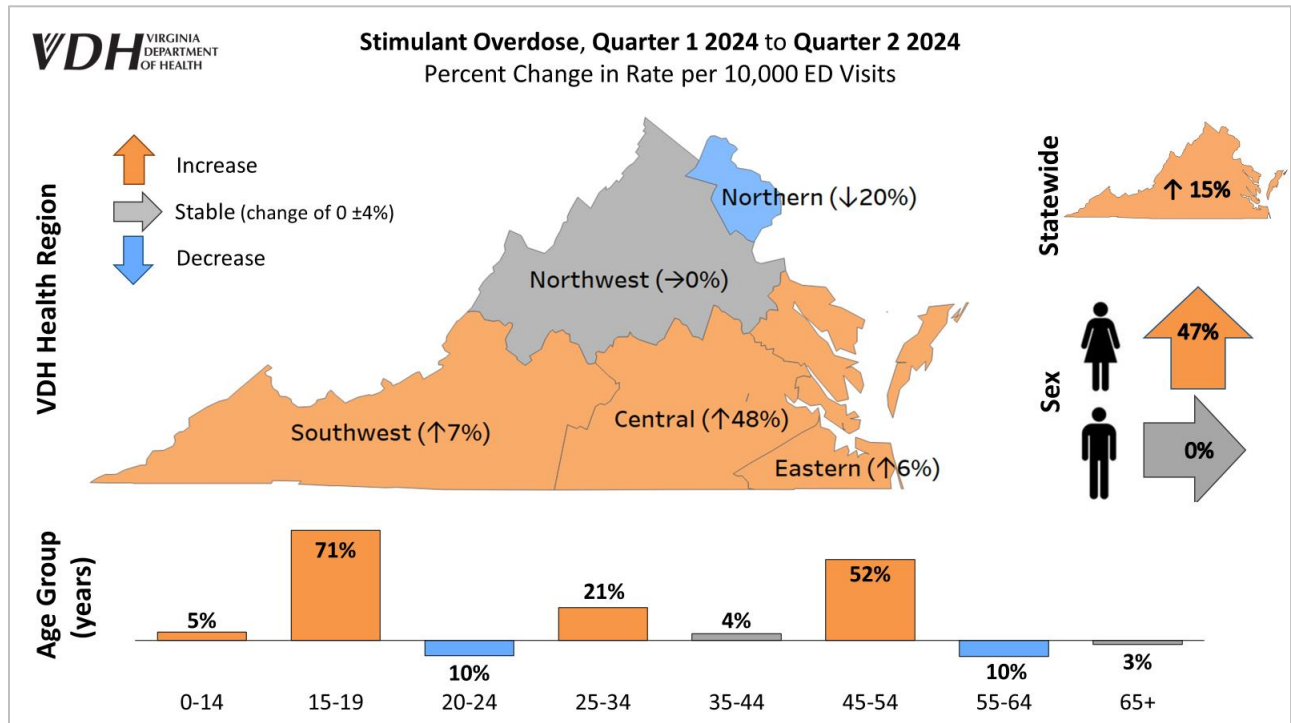 VDH VIRGINIA
DEPARTMENT
OF HEALTH
Stimulant Overdose, Quarter 1 2024 to Quarter 2 2024
Percent Change in Rate per 10,000 ED Visits
VDH Health Region
Increase
Stable (change of 0 ±4%)
Decrease
Northern (↓20%)
Northwest (→0%)
Southwest (↑7%)
Central (↑48%)
Eastern (↑6%)
Statewide
↑ 15%
Sex
47%
0%
Age Group
(years)
5%
71%
10%
21%
4%
52%
10%
3%
0-14 15-19 20-24 25-34 35-44 45-54 55-64 65+